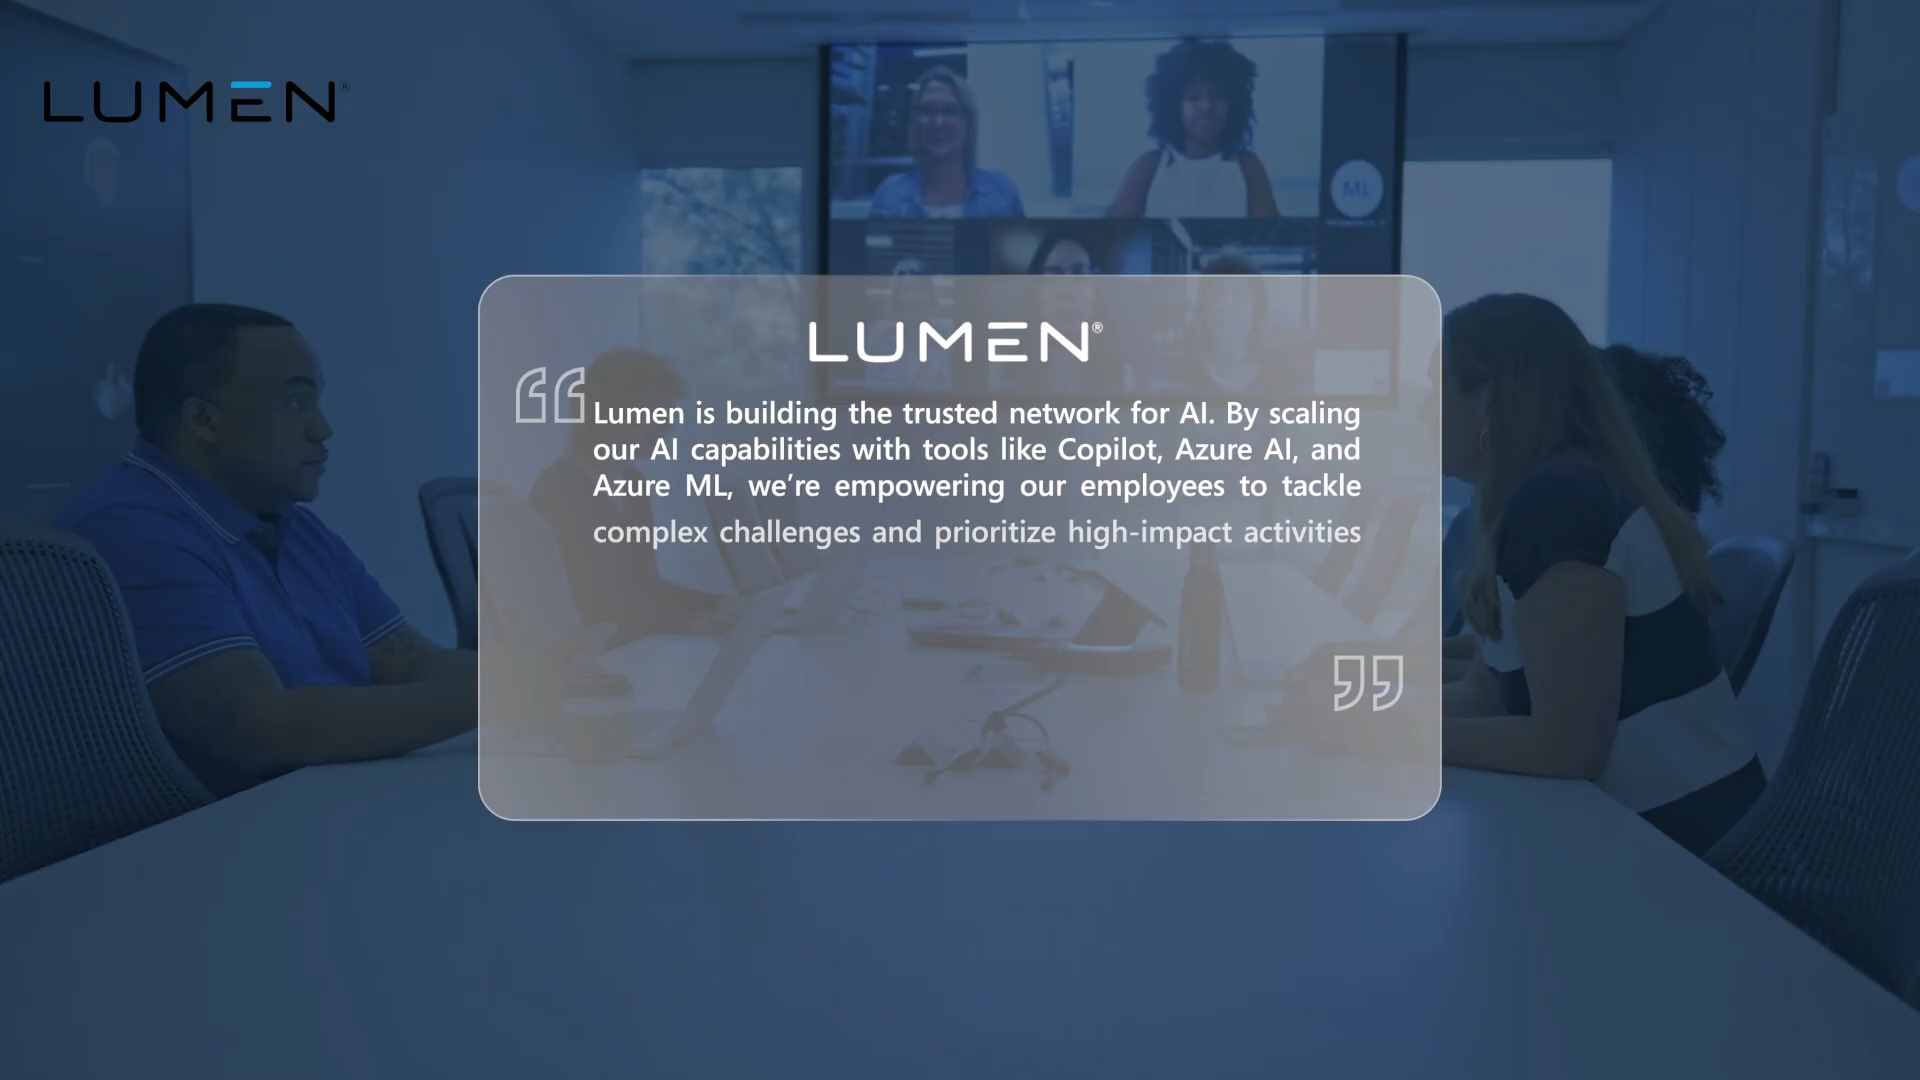 LUMEN®
ML
LUMEN®
Lumen is building the trusted network for AI. By scaling
our AI capabilities with tools like Copilot, Azure AI, and
Azure ML, we’re empowering our employees to tackle
complex challenges and prioritize high-impact activities